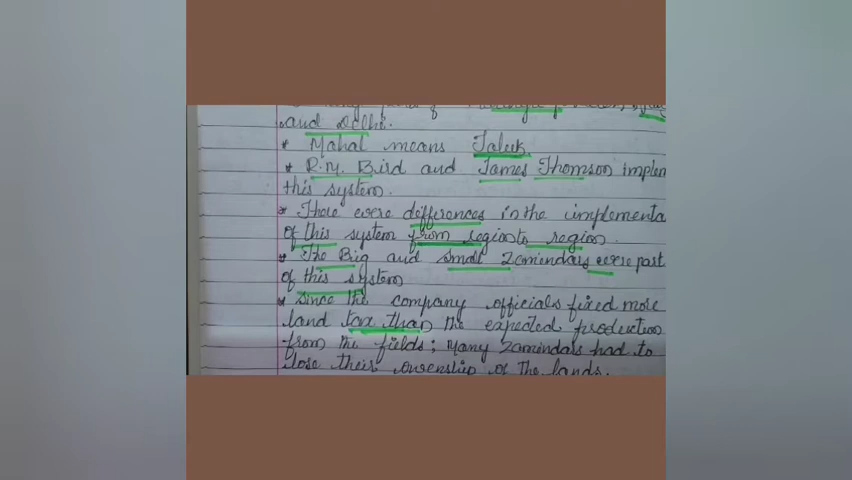 and Delhi.
* Mahal means Taluk.
* R.M. Bird and James Thomson implem
this system.
* There were differences in the implementa
of this system from region to region.
* The Big and small Zamindars were part
of this system
* Since the company officials fixed more
land tax than the expected production
from the fields; Many Zamindars had to
lose their ownership of the lands.